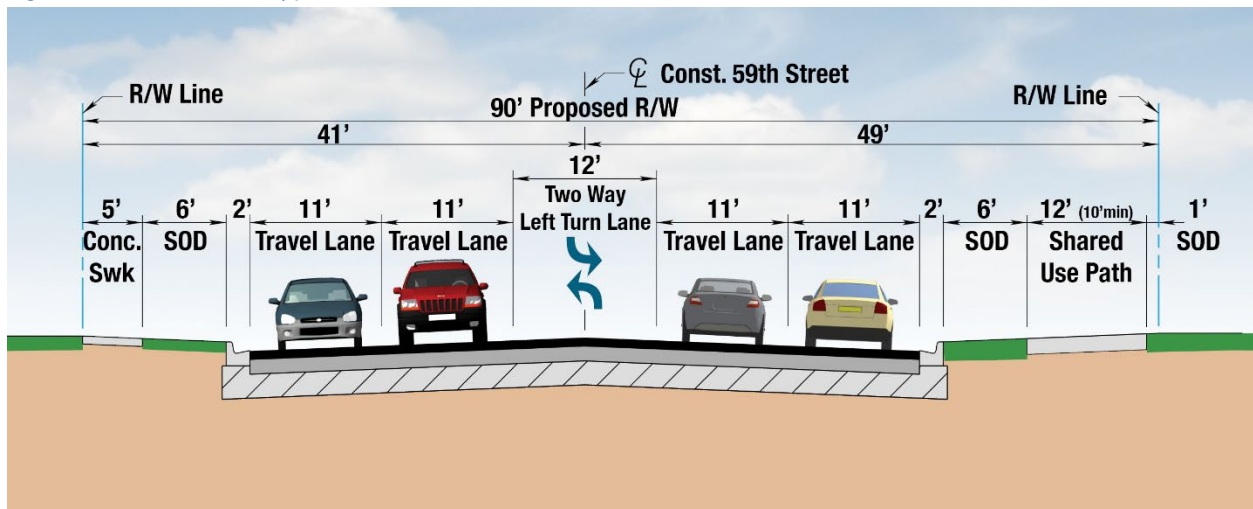 ℄ Const. 59th Street
R/W Line
R/W Line
90’ Proposed R/W
41’
49’
12’
Two Way
Left Turn Lane
5’
6’
2’
11’
11’
11’
11’
2’
6’
12’ (10’min)
1’
Conc.
Swk
SOD
Travel Lane
Travel Lane
Travel Lane
Travel Lane
SOD
Shared
Use Path
SOD